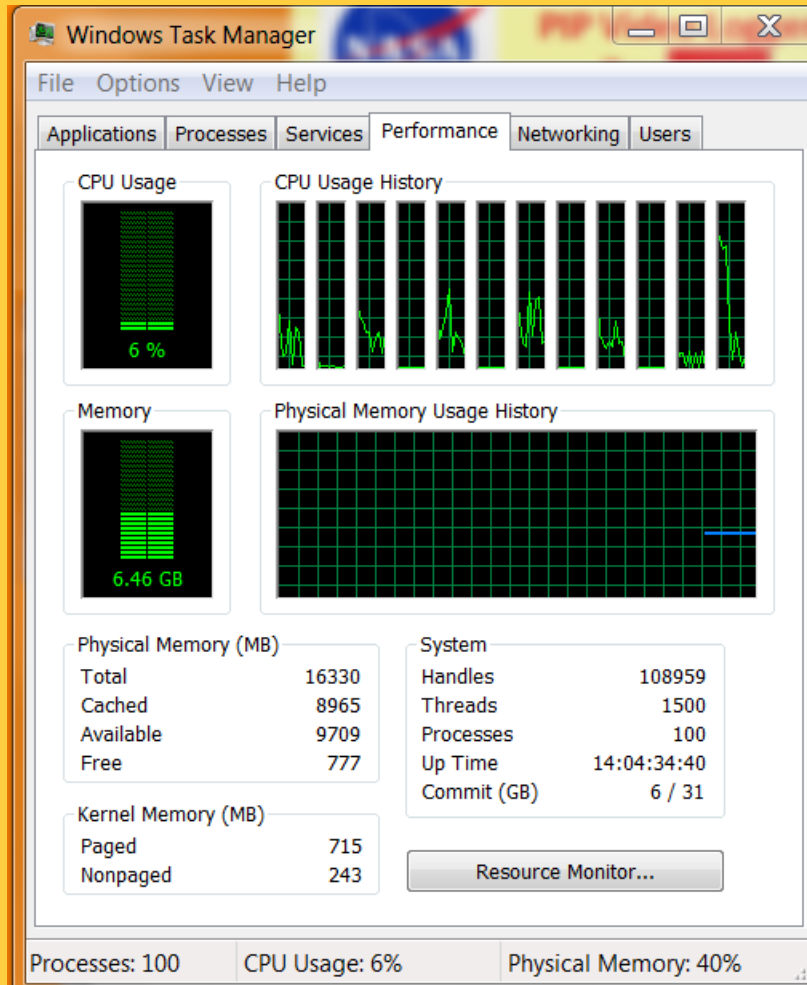 NASA
PIP
Windows Task Manager
File Options View Help
Applications Processes Services Performance Networking Users
CPU Usage
CPU Usage History
6 %
Memory
Physical Memory Usage History
6.46 GB
Physical Memory (MB)
Total 16330
Cached 8965
Available 9709
Free 777
Kernel Memory (MB)
Paged 715
Nonpaged 243
System
Handles 108959
Threads 1500
Processes 100
Up Time 14:04:34:40
Commit (GB) 6 / 31
Resource Monitor...
Processes: 100 CPU Usage: 6% Physical Memory: 40%